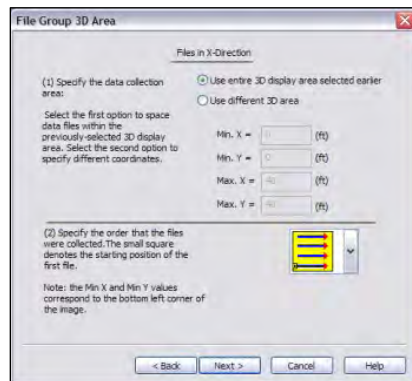 File Group 3D Area
Files in X-Direction
(1) Specify the data collection
area:
Select the first option to space
data files within the
previously-selected 3D display
area. Select the second option to
specify different coordinates.
Use entire 3D display area selected earlier
Use different 3D area
Min. X = 0 (ft)
Min. Y = 0 (ft)
Max. X = 40 (ft)
Max. Y = 40 (ft)
(2) Specify the order that the files
were collected.The small square
denotes the starting position of the
first file.
Note: the Min X and Min Y values
correspond to the bottom left corner of
the image.
< Back Next > Cancel Help